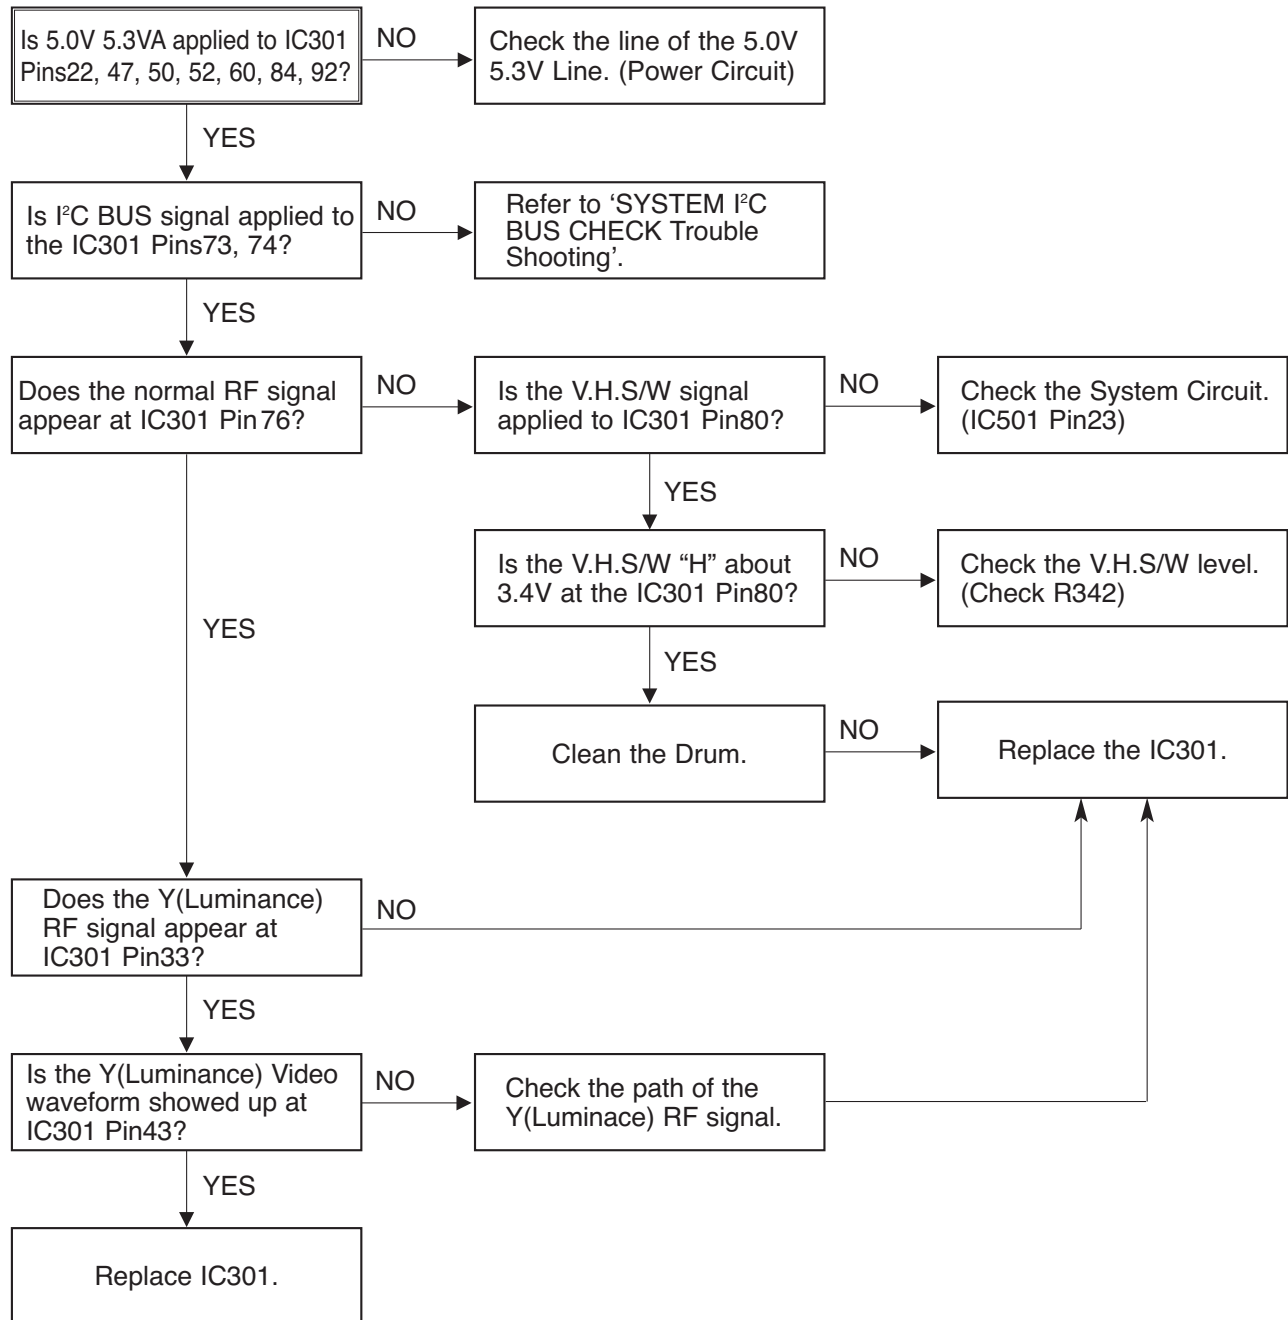 Is 5.0V 5.3VA applied to IC301
Pins22, 47, 50, 52, 60, 84, 92?
NO
Check the line of the 5.0V
5.3V Line. (Power Circuit)
YES
Is I²C BUS signal applied to
the IC301 Pins73, 74?
NO
Refer to ‘SYSTEM I²C
BUS CHECK Trouble
Shooting’.
YES
Does the normal RF signal
appear at IC301 Pin76?
NO
Is the V.H.S/W signal
applied to IC301 Pin80?
NO
Check the System Circuit.
(IC501 Pin23)
YES
Is the V.H.S/W “H” about
3.4V at the IC301 Pin80?
NO
Check the V.H.S/W level.
(Check R342)
YES
YES
Clean the Drum.
NO
Replace the IC301.
Does the Y(Luminance)
RF signal appear at
IC301 Pin33?
NO
YES
Is the Y(Luminance) Video
waveform showed up at
IC301 Pin43?
NO
Check the path of the
Y(Luminace) RF signal.
YES
Replace IC301.